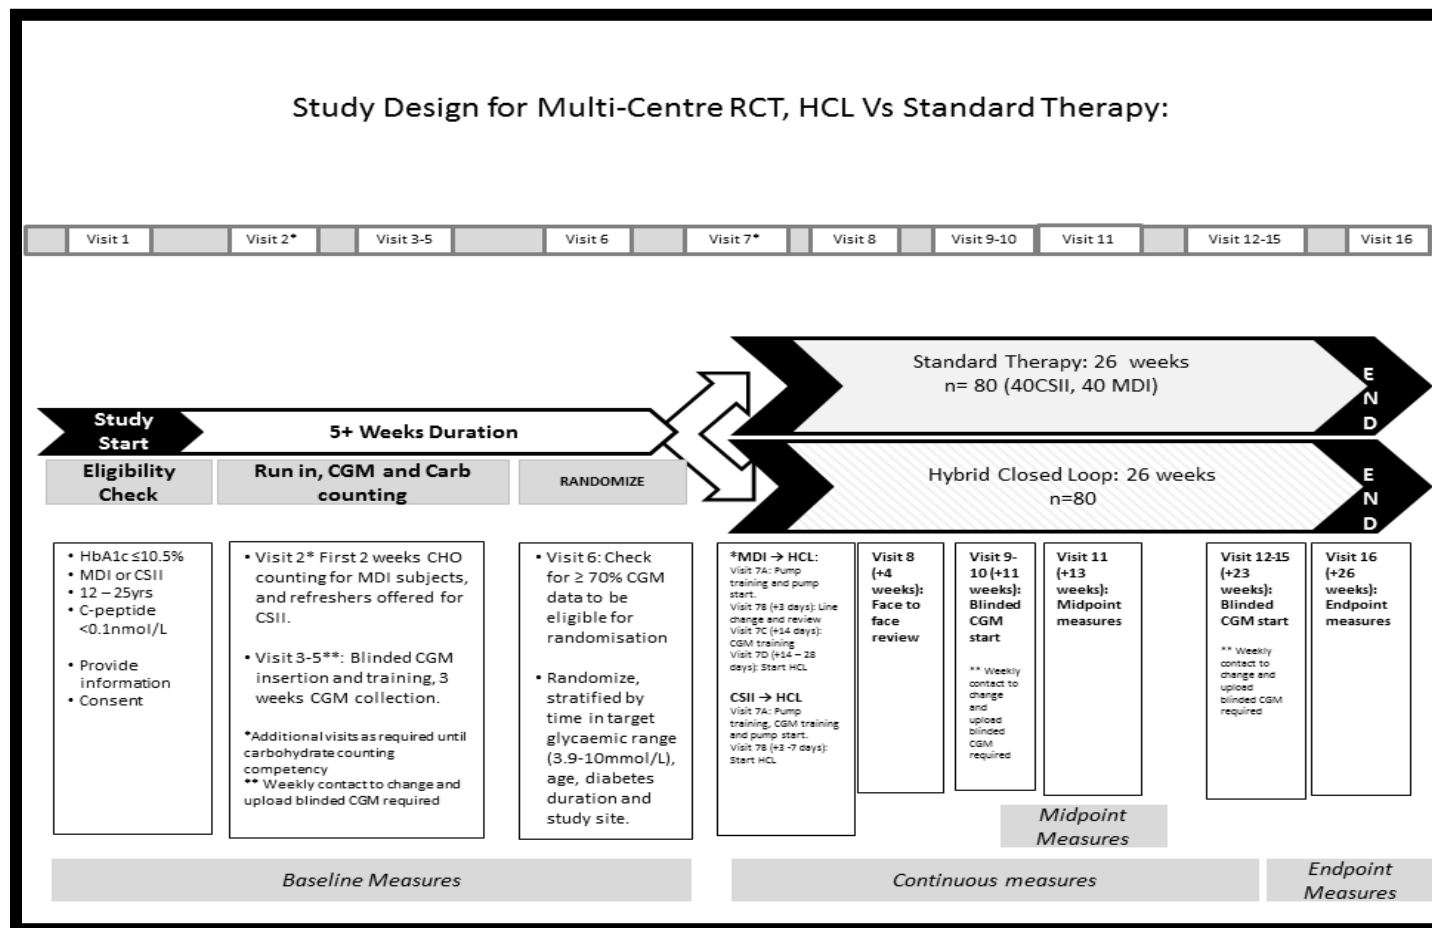 Study Design for Multi-Centre RCT, HCL Vs Standard Therapy:
Visit 1
Visit 2*
Visit 3-5
Visit 6
Visit 7*
Visit 8
Visit 9-10
Visit 11
Visit 12-15
Visit 16
Standard Therapy: 26 weeks
n= 80 (40CSII, 40 MDI)
E
N
D
Study
Start
5+ Weeks Duration
Hybrid Closed Loop: 26 weeks
n=80
E
N
D
Eligibility
Check
Run in, CGM and Carb
counting
RANDOMIZE
• HbA1c ≤10.5%
• MDI or CSII
• 12 – 25yrs
• C-peptide
<0.1nmol/L
• Provide
information
• Consent
• Visit 2* First 2 weeks CHO
counting for MDI subjects,
and refreshers offered for
CSII.
• Visit 3-5**: Blinded CGM
insertion and training, 3
weeks CGM collection.
*Additional visits as required until
carbohydrate counting
competency
** Weekly contact to change and
upload blinded CGM required
• Visit 6: Check
for ≥ 70% CGM
data to be
eligible for
randomisation
• Randomize,
stratified by
time in target
glycaemic range
(3.9-10mmol/L),
age, diabetes
duration and
study site.
*MDI → HCL:
Visit 7A: Pump
training and pump
start.
Visit 7B (+3 days): Line
change and review
Visit 7C (+14 days):
CGM training
Visit 7D (+14 – 28
days): Start HCL
CSII → HCL
Visit 7A: Pump
training, CGM training
and pump start.
Visit 7B (+3 -7 days):
Start HCL
Visit 8
(+4
weeks):
Face to
face
review
Visit 9-
10 (+11
weeks):
Blinded
CGM
start
** Weekly
contact to
change
and
upload
blinded
CGM
required
Visit 11
(+13
weeks):
Midpoint
measures
Visit 12-15
(+23
weeks):
Blinded
CGM start
** Weekly
contact to
change and
upload
blinded CGM
required
Visit 16
(+26
weeks):
Endpoint
measures
Midpoint
Measures
Baseline Measures
Continuous measures
Endpoint
Measures